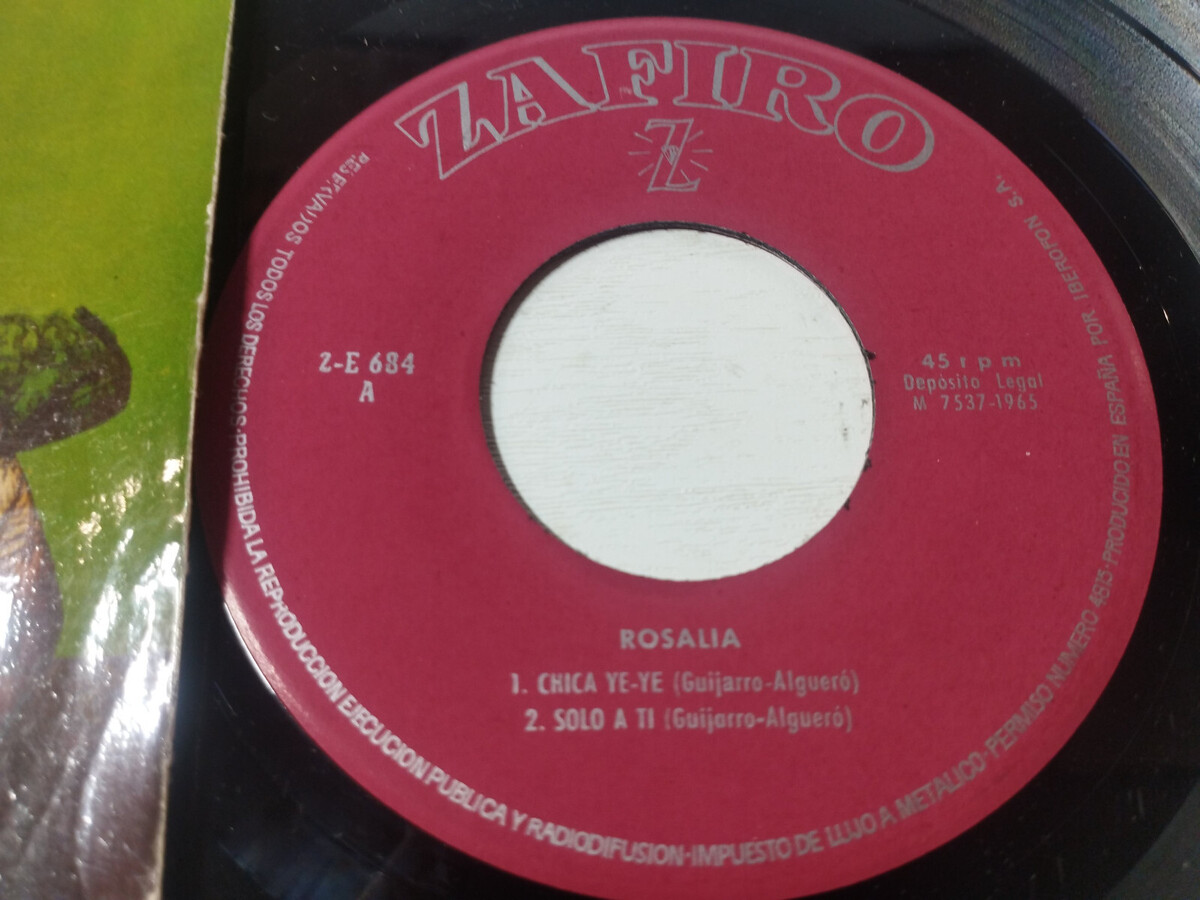 ZAFIRO
Z
RESERVADOS TODOS LOS DERECHOS·PROHIBIDA LA REPRODUCCION EJECUCION PUBLICA Y RADIODIFUSION·IMPUESTO DE LUJO A METALICO·PERMISO NUMERO 4615·PRODUCIDO EN ESPAÑA POR IBEROFON S.A.
Z-E 684
A
45 rpm
Depósito Legal
M 7537-1965
ROSALIA
1. CHICA YE-YE (Guijarro-Algueró)
2. SOLO A TI (Guijarro-Algueró)